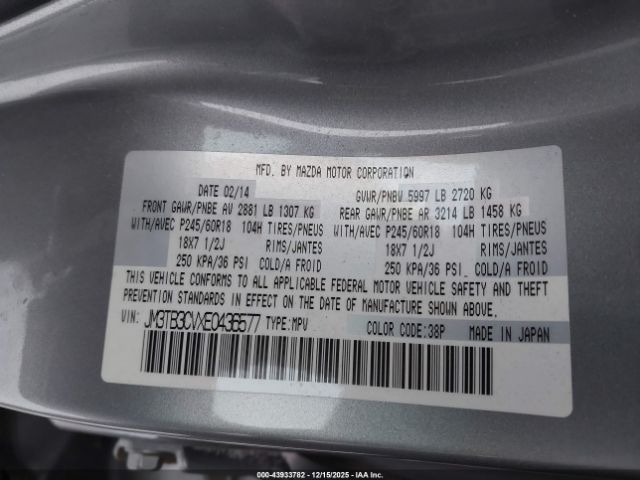 MFD. BY MAZDA MOTOR CORPORATION
DATE 02/14 GVWR/PNBV 5997 LB 2720 KG
FRONT GAWR/PNBE AV 2881 LB 1307 KG REAR GAWR/PNBE AR 3214 LB 1458 KG
WITH/AVEC P245/60R18 104H TIRES/PNEUS WITH/AVEC P245/60R18 104H TIRES/PNEUS
18X7 1/2J RIMS/JANTES 18X7 1/2J RIMS/JANTES
250 KPA/36 PSI COLD/A FROID 250 KPA/36 PSI COLD/A FROID
THIS VEHICLE CONFORMS TO ALL APPLICABLE FEDERAL MOTOR VEHICLE SAFETY AND THEFT
PREVENTION STANDARDS IN EFFECT ON THE DATE OF MANUFACTURE SHOWN ABOVE.
VIN: JM3TB3CVXE0436577 TYPE:MPV COLOR CODE:38P MADE IN JAPAN
000-43933782 - 12/15/2025 - IAA Inc.